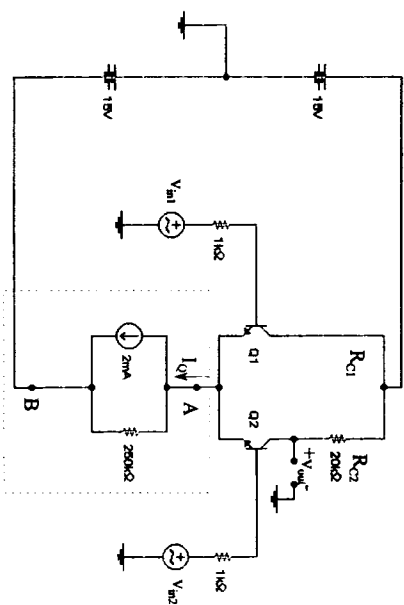 15V
15V
V_in1
1kΩ
R_C1
Q1
Q2
R_C2
20kΩ
+V_out-
A
I_Q
2mA
250kΩ
B
1kΩ
V_in2